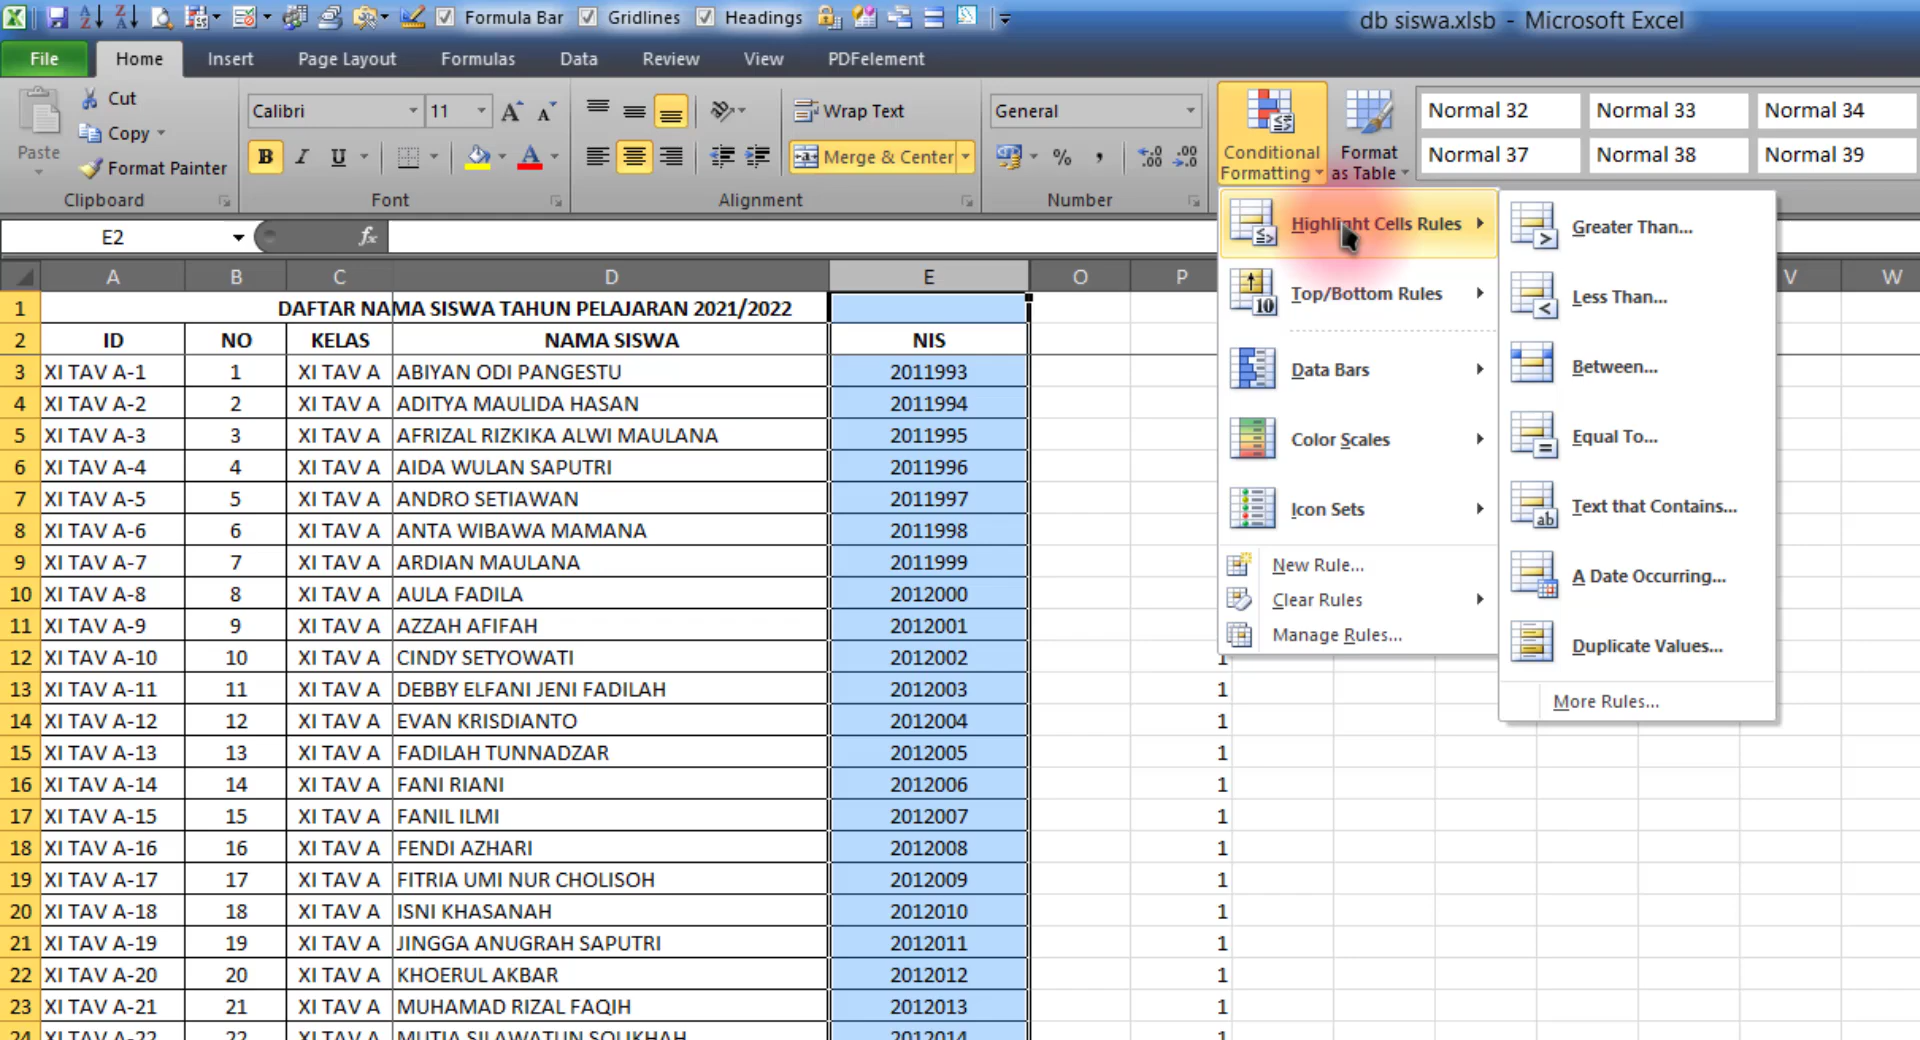 Formula Bar Gridlines Headings db siswa.xlsb - Microsoft Excel
File Home Insert Page Layout Formulas Data Review View PDFelement
Paste Cut Copy Format Painter Clipboard
Calibri 11 B I U A Font
Wrap Text Merge & Center Alignment
General % , .00 .0 Number
Conditional Formatting Format as Table
Normal 32 Normal 33 Normal 34
Normal 37 Normal 38 Normal 39
E2 fx
A B C D E O P V W
1 DAFTAR NAMA SISWA TAHUN PELAJARAN 2021/2022
2 ID NO KELAS NAMA SISWA NIS
3 XI TAV A-1 1 XI TAV A ABIYAN ODI PANGESTU 2011993
4 XI TAV A-2 2 XI TAV A ADITYA MAULIDA HASAN 2011994
5 XI TAV A-3 3 XI TAV A AFRIZAL RIZKIKA ALWI MAULANA 2011995
6 XI TAV A-4 4 XI TAV A AIDA WULAN SAPUTRI 2011996
7 XI TAV A-5 5 XI TAV A ANDRO SETIAWAN 2011997
8 XI TAV A-6 6 XI TAV A ANTA WIBAWA MAMANA 2011998
9 XI TAV A-7 7 XI TAV A ARDIAN MAULANA 2011999
10 XI TAV A-8 8 XI TAV A AULA FADILA 2012000
11 XI TAV A-9 9 XI TAV A AZZAH AFIFAH 2012001
12 XI TAV A-10 10 XI TAV A CINDY SETYOWATI 2012002 1
13 XI TAV A-11 11 XI TAV A DEBBY ELFANI JENI FADILAH 2012003 1
14 XI TAV A-12 12 XI TAV A EVAN KRISDIANTO 2012004 1
15 XI TAV A-13 13 XI TAV A FADILAH TUNNADZAR 2012005 1
16 XI TAV A-14 14 XI TAV A FANI RIANI 2012006 1
17 XI TAV A-15 15 XI TAV A FANIL ILMI 2012007 1
18 XI TAV A-16 16 XI TAV A FENDI AZHARI 2012008 1
19 XI TAV A-17 17 XI TAV A FITRIA UMI NUR CHOLISOH 2012009 1
20 XI TAV A-18 18 XI TAV A ISNI KHASANAH 2012010 1
21 XI TAV A-19 19 XI TAV A JINGGA ANUGRAH SAPUTRI 2012011 1
22 XI TAV A-20 20 XI TAV A KHOERUL AKBAR 2012012 1
23 XI TAV A-21 21 XI TAV A MUHAMAD RIZAL FAQIH 2012013 1
24 XI TAV A-22 22 XI TAV A MUTIA SILAWATUN SOLIKHAH 2012014 1
Highlight Cells Rules
Top/Bottom Rules
Data Bars
Color Scales
Icon Sets
New Rule...
Clear Rules
Manage Rules...
Greater Than...
Less Than...
Between...
Equal To...
Text that Contains...
A Date Occurring...
Duplicate Values...
More Rules...